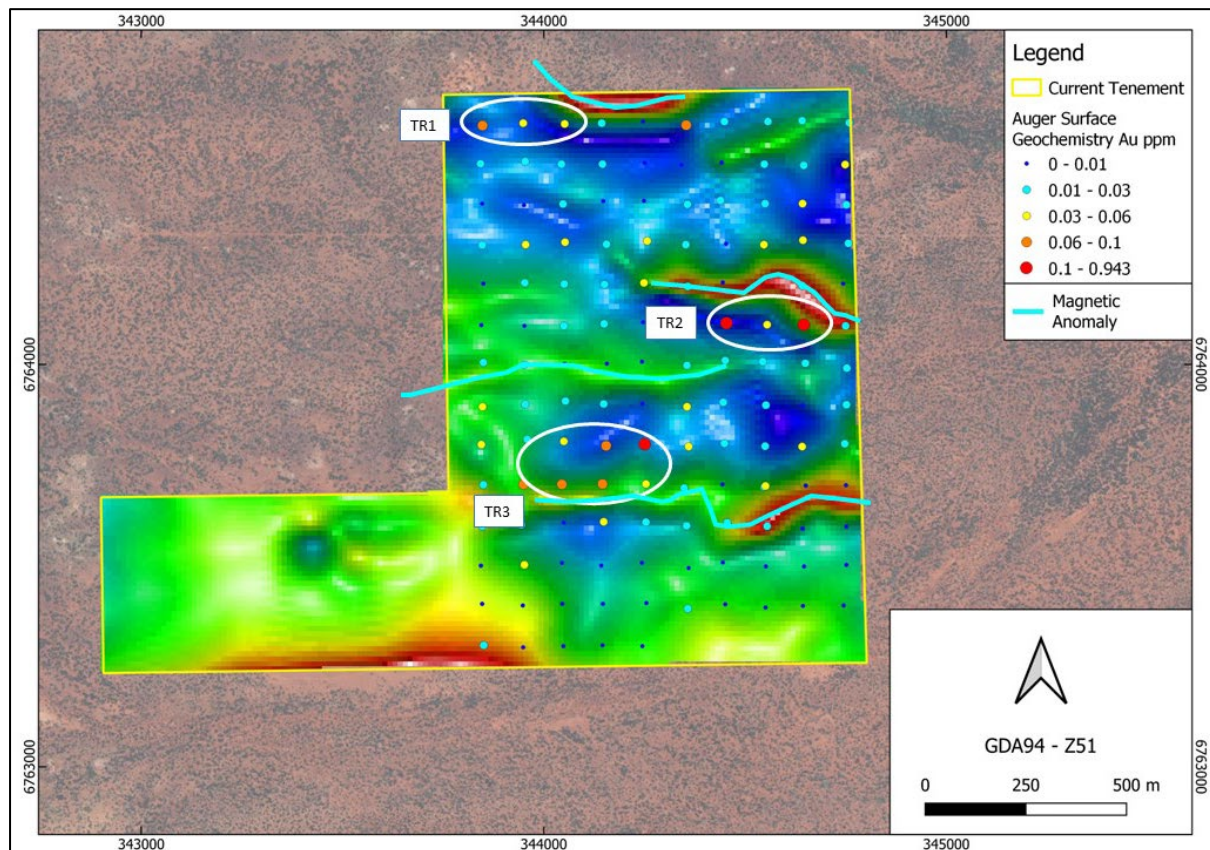 343000
344000
345000
Legend
Current Tenement
Auger Surface
Geochemistry Au ppm
0 - 0.01
0.01 - 0.03
0.03 - 0.06
0.06 - 0.1
0.1 - 0.943
Magnetic
Anomaly
TR1
TR2
TR3
6764000
6764000
6763000
6763000
GDA94 - Z51
0 250 500 m
343000
344000
345000